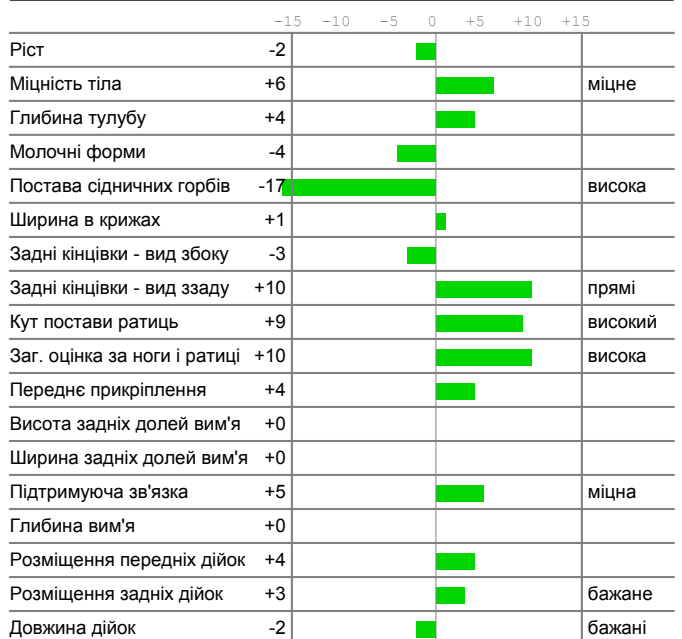 -15 -10 -5 0 +5 +10 +15
Ріст -2
Міцність тіла +6 міцне
Глибина тулубу +4
Молочні форми -4
Постава сідничних горбів -17 висока
Ширина в крижах +1
Задні кінцівки - вид збоку -3
Задні кінцівки - вид ззаду +10 прямі
Кут постави ратиць +9 високий
Заг. оцінка за ноги і ратиці +10 висока
Переднє прикріплення +4
Висота задніх долей вим'я +0
Ширина задніх долей вим'я +0
Підтримуюча зв'язка +5 міцна
Глибина вим'я +0
Розміщення передніх дійок +4
Розміщення задніх дійок +3 бажане
Довжина дійок -2 бажані